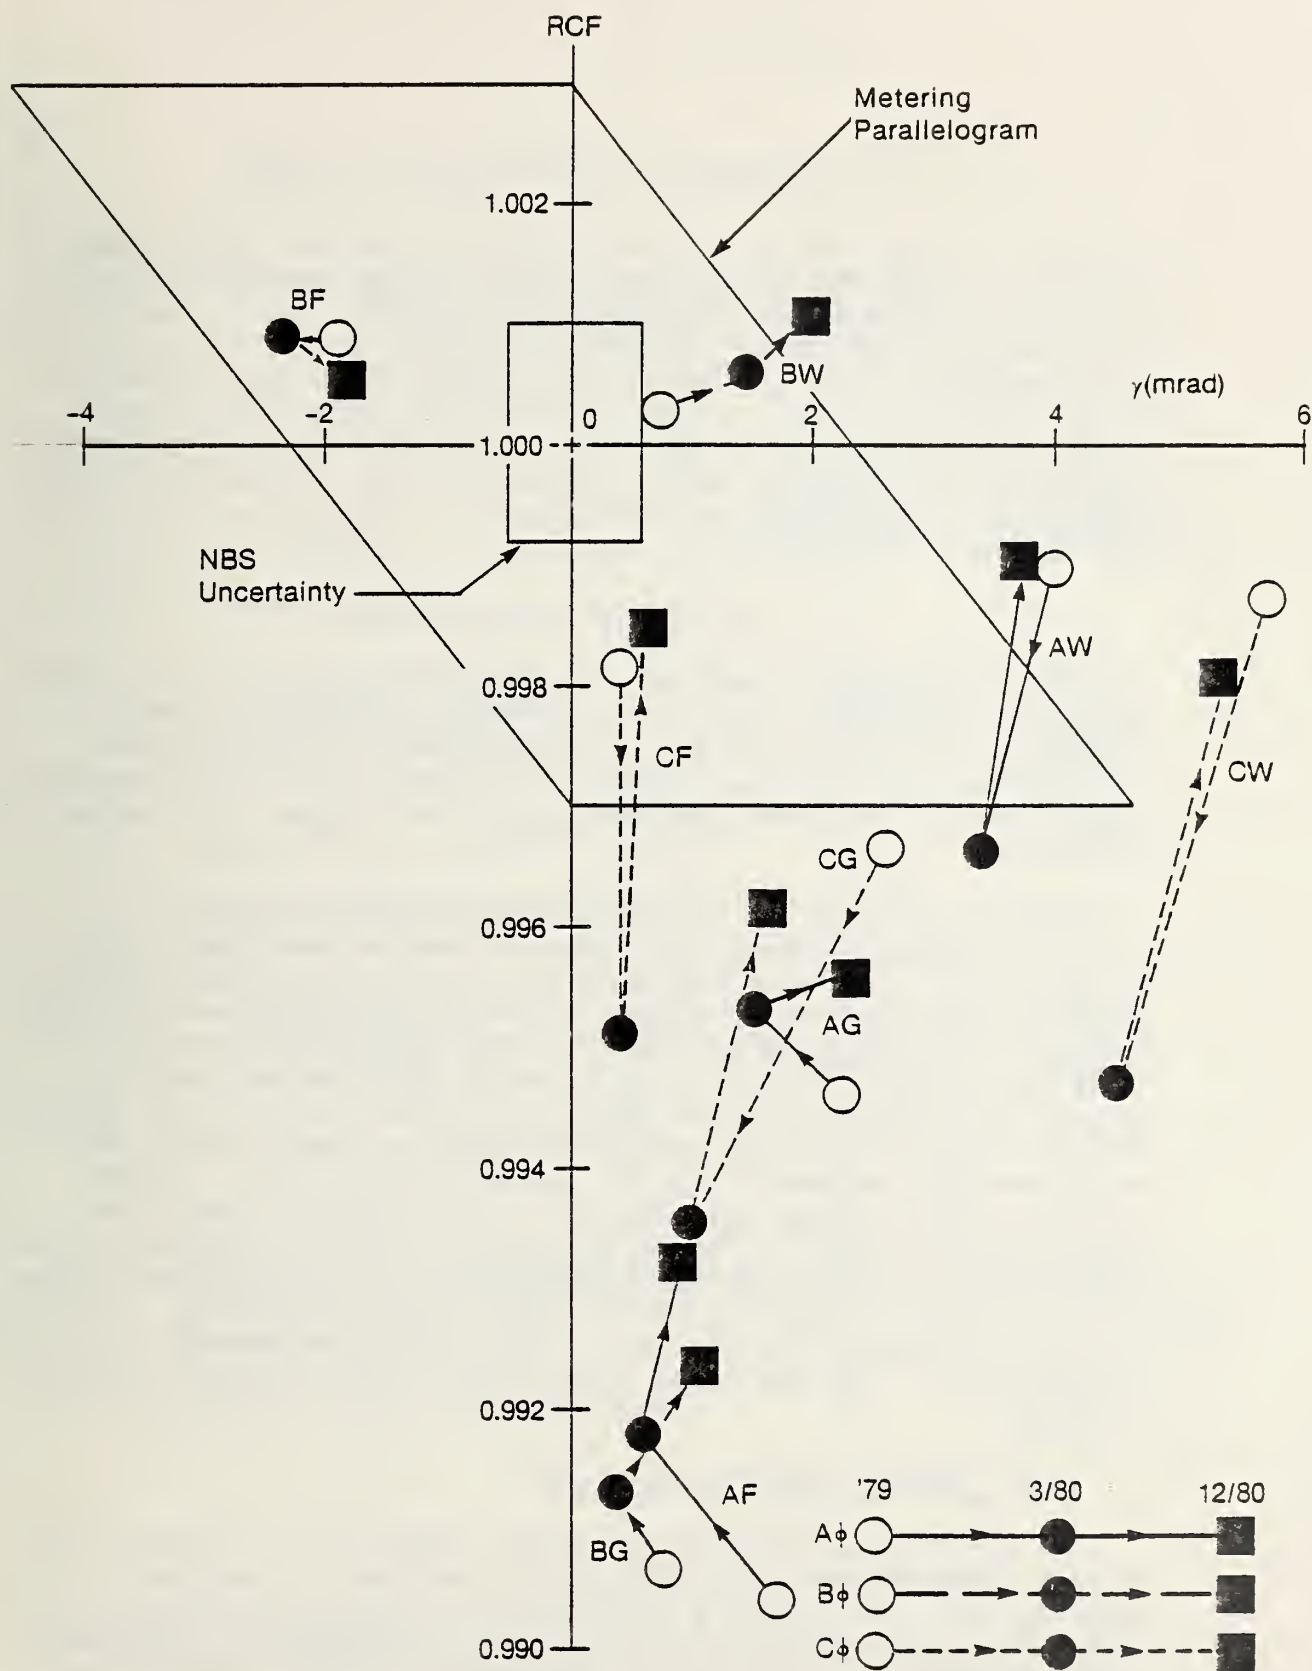 RCF
Metering
Parallelogram
1.002
BF
BW
γ(mrad)
-4
-2
0
2
4
6
1.000
NBS
Uncertainty
AW
0.998
CF
CW
CG
0.996
AG
0.994
0.992
AF
BG
'79 3/80 12/80
Aϕ
Bϕ
Cϕ
0.990